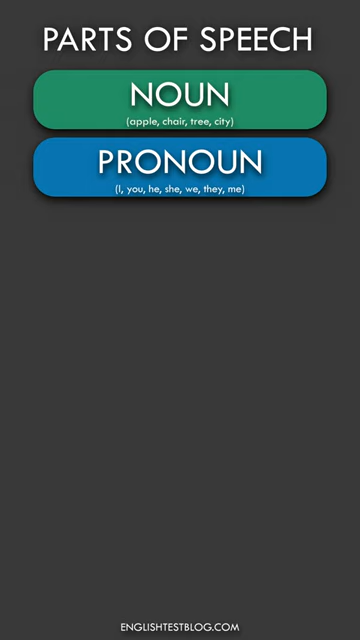 PARTS OF SPEECH
NOUN
(apple, chair, tree, city)
PRONOUN
(I, you, he, she, we, they, me)
ENGLISHTESTBLOG.COM